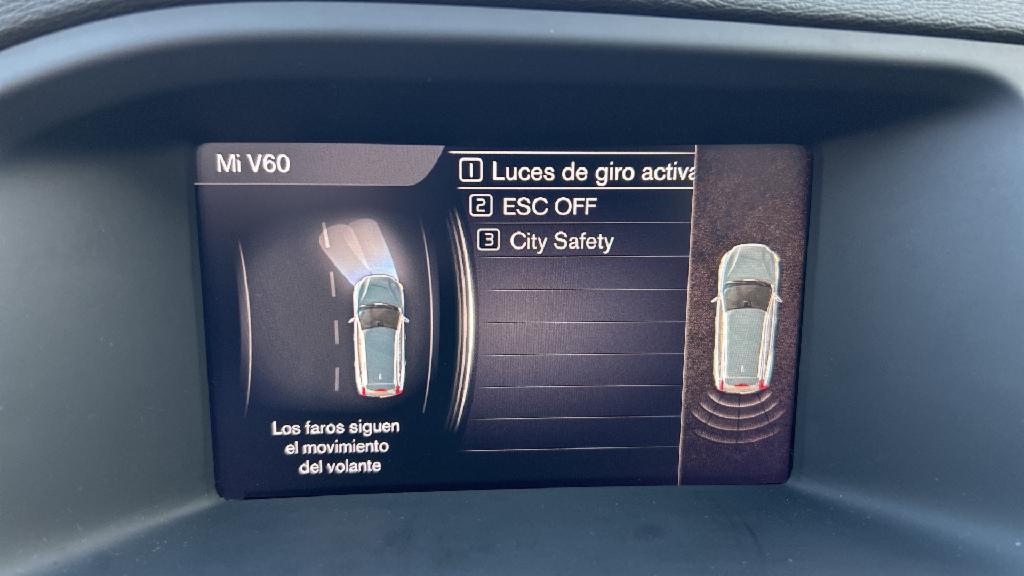 Mi V60
1 Luces de giro activa
2 ESC OFF
3 City Safety
Los faros siguen
el movimiento
del volante